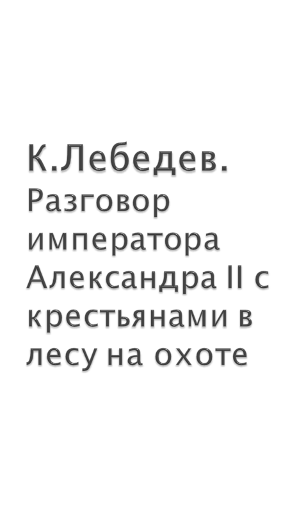 К.Лебедев.
Разговор
императора
Александра II с
крестьянами в
лесу на охоте